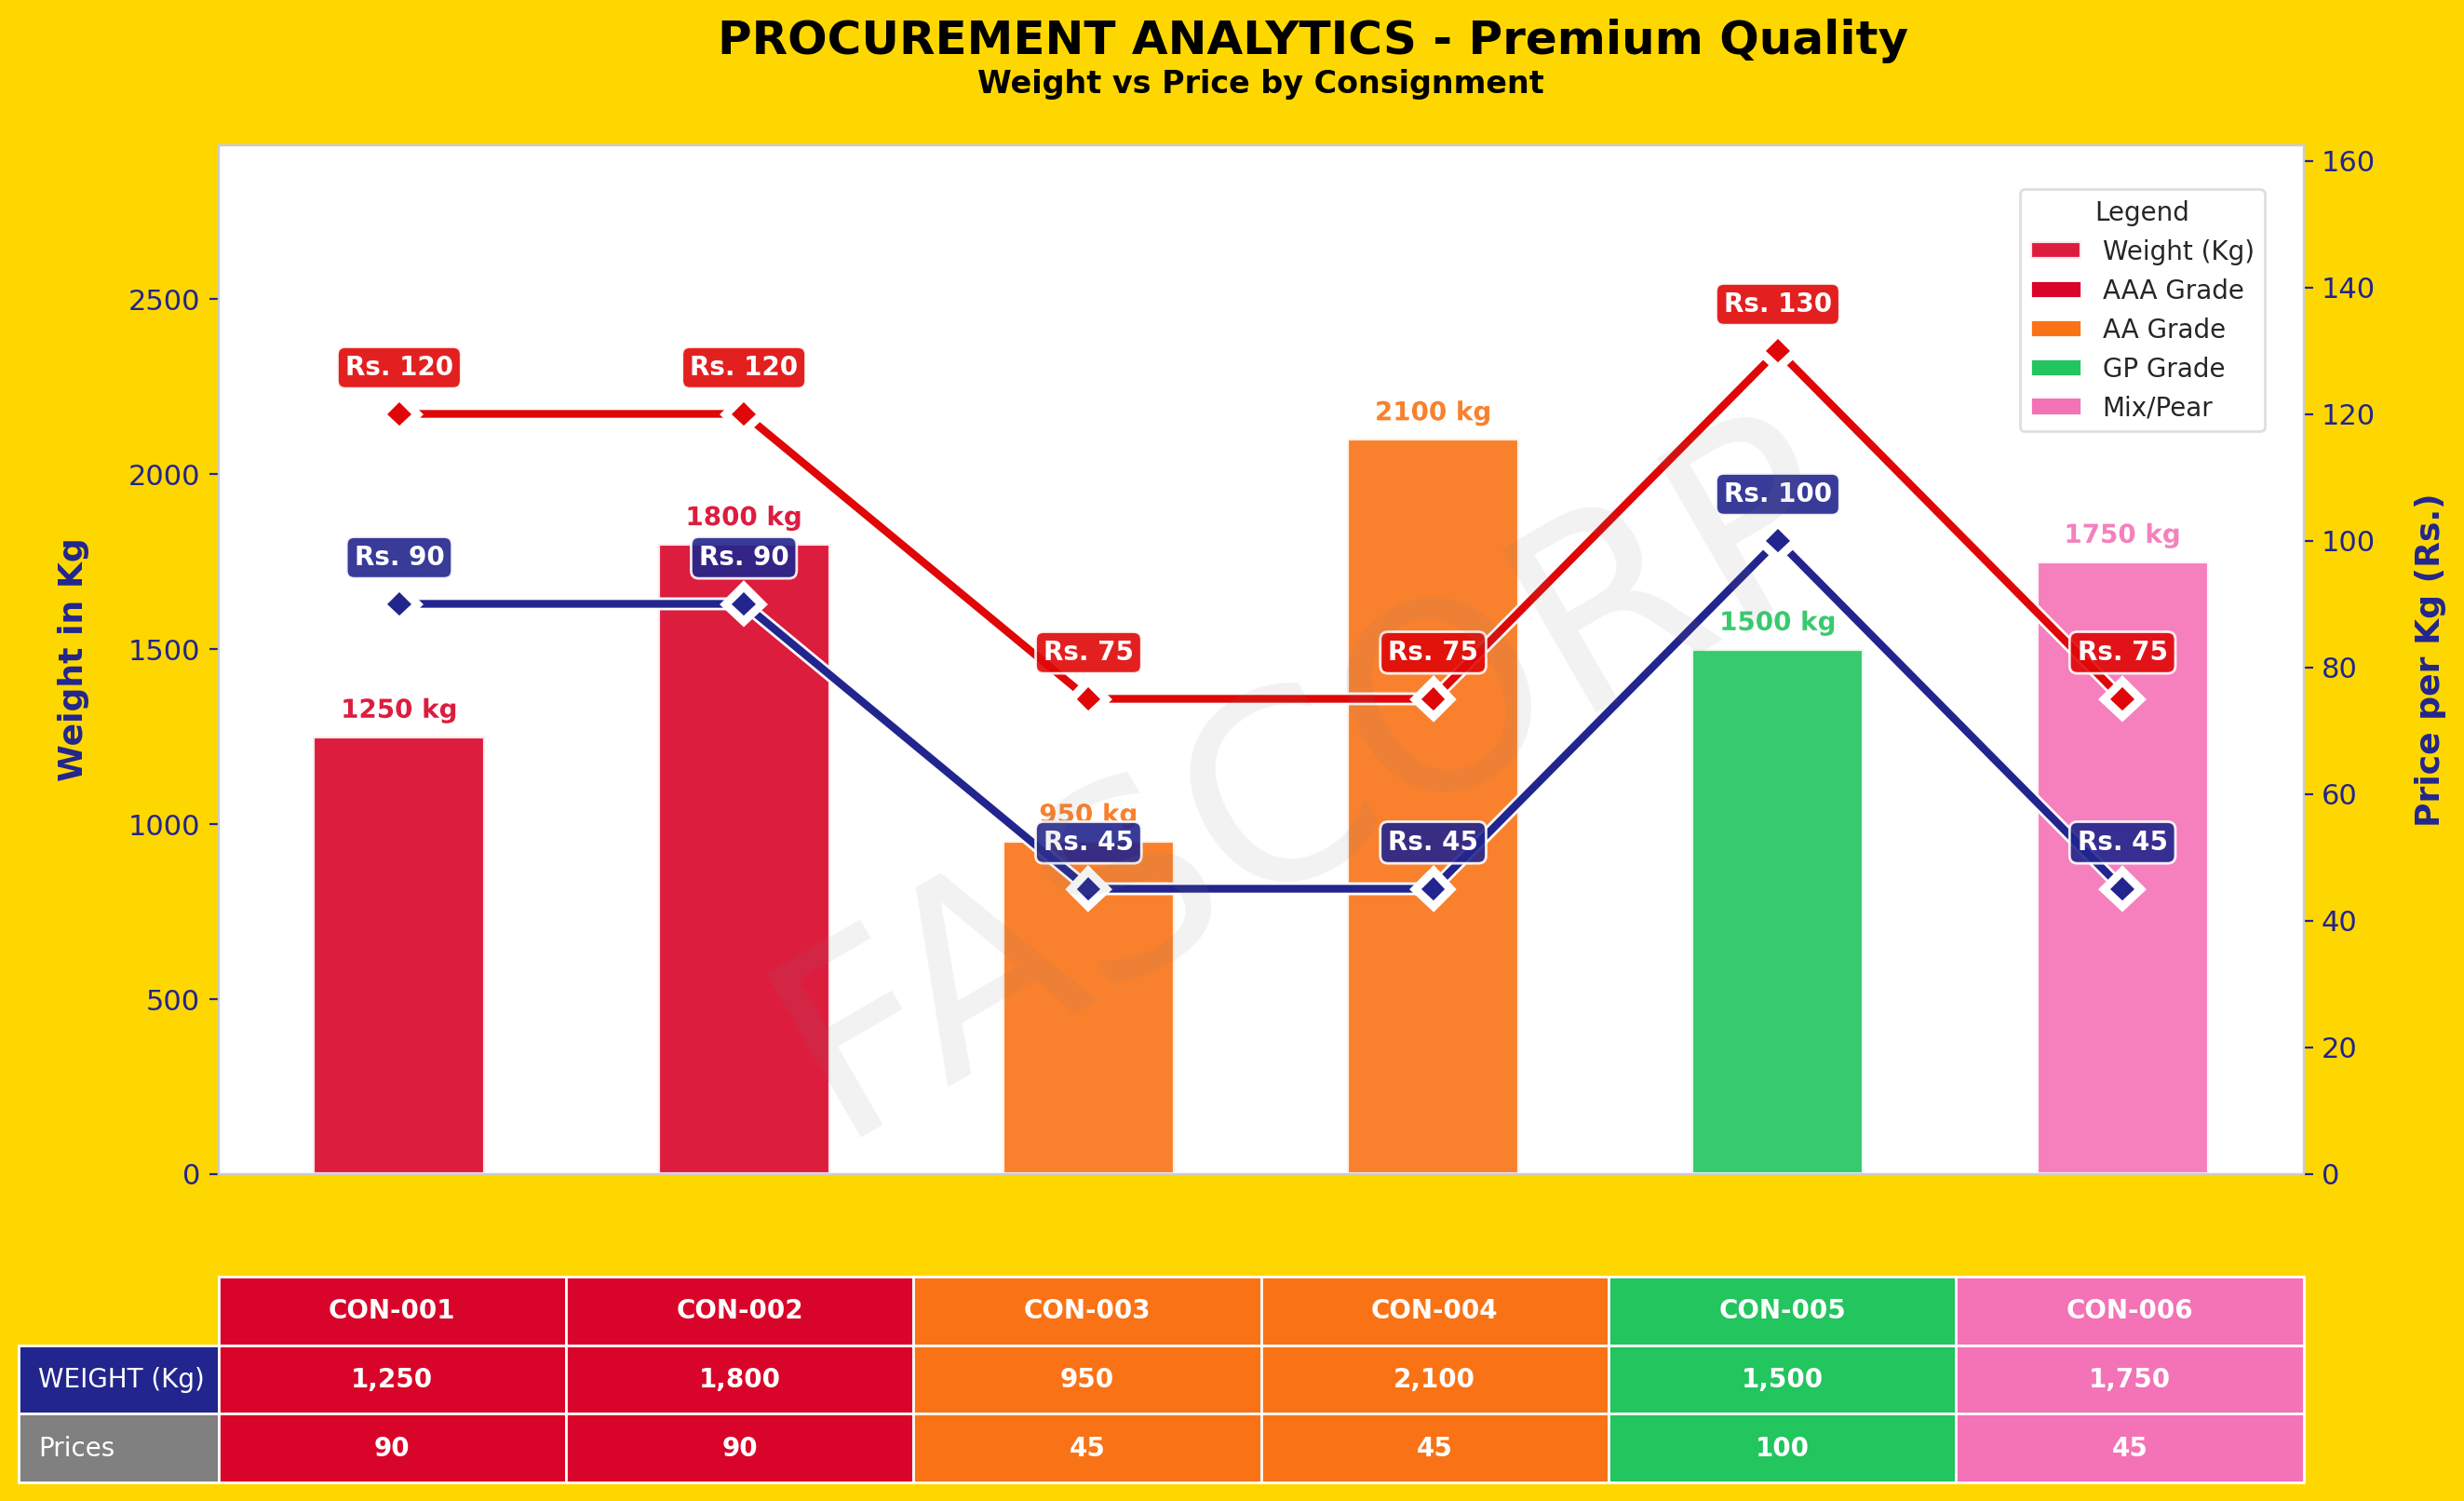 PROCUREMENT ANALYTICS - Premium Quality
Weight vs Price by Consignment
Weight in Kg
2500
2000
1500
1000
500
0
Price per Kg (Rs.)
160
140
120
100
80
60
40
20
0
Legend
Weight (Kg)
AAA Grade
AA Grade
GP Grade
Mix/Pear
Rs. 120
Rs. 120
Rs. 75
Rs. 75
Rs. 130
Rs. 75
Rs. 90
Rs. 90
Rs. 45
Rs. 45
Rs. 100
Rs. 45
1250 kg
1800 kg
950 kg
2100 kg
1500 kg
1750 kg
FASCORP
CON-001 CON-002 CON-003 CON-004 CON-005 CON-006
WEIGHT (Kg) 1,250 1,800 950 2,100 1,500 1,750
Prices 90 90 45 45 100 45